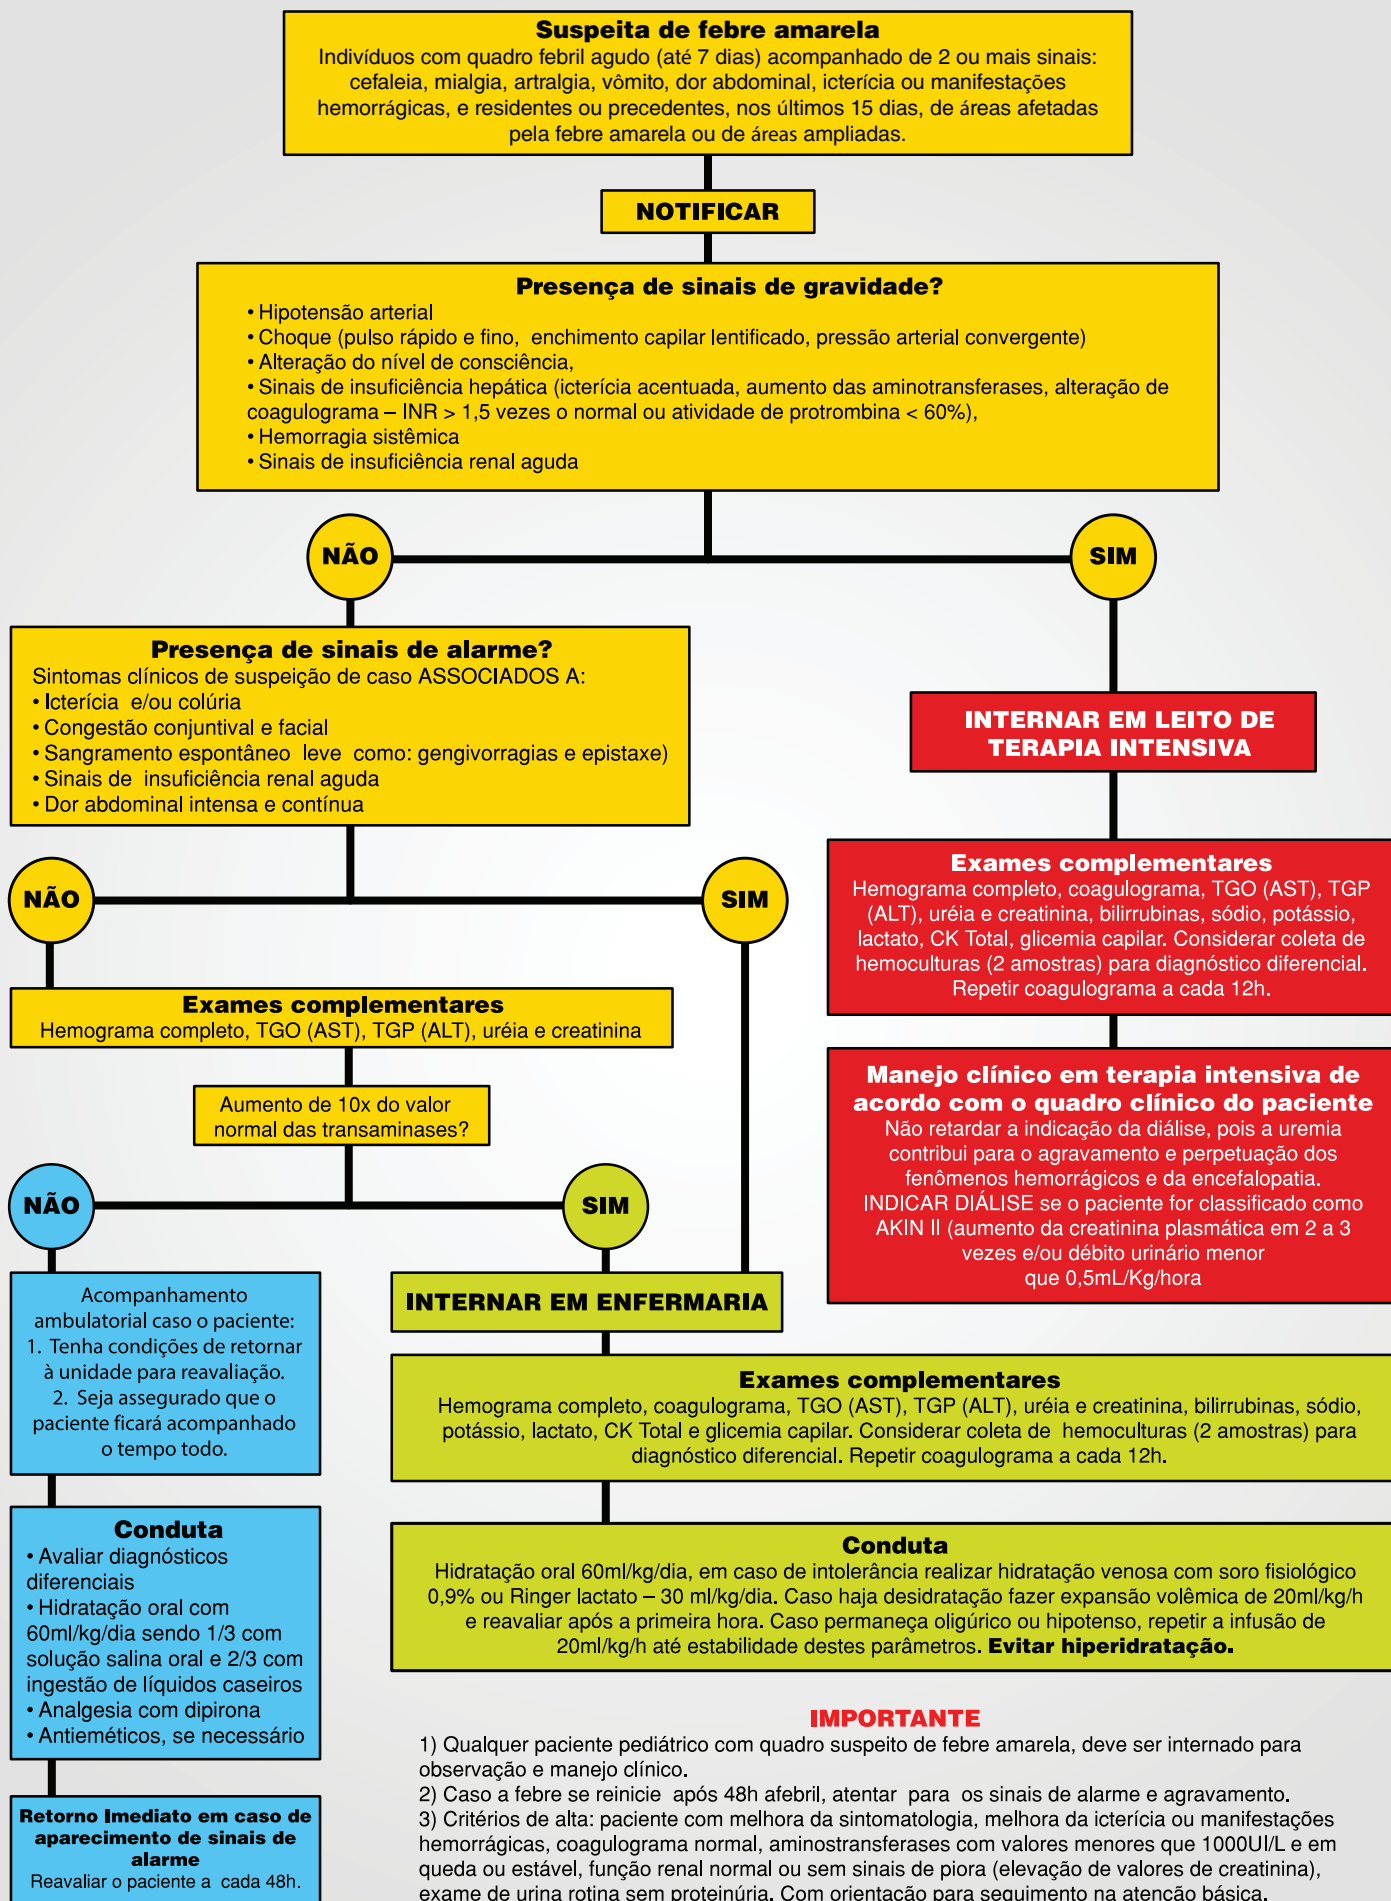 Suspeita de febre amarela
Indivíduos com quadro febril agudo (até 7 dias) acompanhado de 2 ou mais sinais:
cefaleia, mialgia, artralgia, vômito, dor abdominal, icterícia ou manifestações
hemorrágicas, e residentes ou precedentes, nos últimos 15 dias, de áreas afetadas
pela febre amarela ou de áreas ampliadas.
NOTIFICAR
Presença de sinais de gravidade?
• Hipotensão arterial
• Choque (pulso rápido e fino, enchimento capilar lentificado, pressão arterial convergente)
• Alteração do nível de consciência,
• Sinais de insuficiência hepática (icterícia acentuada, aumento das aminotransferases, alteração de
coagulograma – INR > 1,5 vezes o normal ou atividade de protrombina < 60%),
• Hemorragia sistêmica
• Sinais de insuficiência renal aguda
NÃO
SIM
Presença de sinais de alarme?
Sintomas clínicos de suspeição de caso ASSOCIADOS A:
• Icterícia e/ou colúria
• Congestão conjuntival e facial
• Sangramento espontâneo leve como: gengivorragias e epistaxe)
• Sinais de insuficiência renal aguda
• Dor abdominal intensa e contínua
INTERNAR EM LEITO DE
TERAPIA INTENSIVA
NÃO
SIM
Exames complementares
Hemograma completo, coagulograma, TGO (AST), TGP
(ALT), uréia e creatinina, bilirrubinas, sódio, potássio,
lactato, CK Total, glicemia capilar. Considerar coleta de
hemoculturas (2 amostras) para diagnóstico diferencial.
Repetir coagulograma a cada 12h.
Exames complementares
Hemograma completo, TGO (AST), TGP (ALT), uréia e creatinina
Aumento de 10x do valor
normal das transaminases?
Manejo clínico em terapia intensiva de
acordo com o quadro clínico do paciente
Não retardar a indicação da diálise, pois a uremia
contribui para o agravamento e perpetuação dos
fenômenos hemorrágicos e da encefalopatia.
INDICAR DIÁLISE se o paciente for classificado como
AKIN II (aumento da creatinina plasmática em 2 a 3
vezes e/ou débito urinário menor
que 0,5mL/Kg/hora
NÃO
SIM
Acompanhamento
ambulatorial caso o paciente:
1. Tenha condições de retornar
à unidade para reavaliação.
2. Seja assegurado que o
paciente ficará acompanhado
o tempo todo.
INTERNAR EM ENFERMARIA
Exames complementares
Hemograma completo, coagulograma, TGO (AST), TGP (ALT), uréia e creatinina, bilirrubinas, sódio,
potássio, lactato, CK Total e glicemia capilar. Considerar coleta de hemoculturas (2 amostras) para
diagnóstico diferencial. Repetir coagulograma a cada 12h.
Conduta
• Avaliar diagnósticos
diferenciais
• Hidratação oral com
60ml/kg/dia sendo 1/3 com
solução salina oral e 2/3 com
ingestão de líquidos caseiros
• Analgesia com dipirona
• Antieméticos, se necessário
Conduta
Hidratação oral 60ml/kg/dia, em caso de intolerância realizar hidratação venosa com soro fisiológico
0,9% ou Ringer lactato – 30 ml/kg/dia. Caso haja desidratação fazer expansão volêmica de 20ml/kg/h
e reavaliar após a primeira hora. Caso permaneça oligúrico ou hipotenso, repetir a infusão de
20ml/kg/h até estabilidade destes parâmetros. Evitar hiperidratação.
Retorno Imediato em caso de
aparecimento de sinais de
alarme
Reavaliar o paciente a cada 48h.
IMPORTANTE
1) Qualquer paciente pediátrico com quadro suspeito de febre amarela, deve ser internado para
observação e manejo clínico.
2) Caso a febre se reinicie após 48h afebril, atentar para os sinais de alarme e agravamento.
3) Critérios de alta: paciente com melhora da sintomatologia, melhora da icterícia ou manifestações
hemorrágicas, coagulograma normal, aminostransferases com valores menores que 1000UI/L e em
queda ou estável, função renal normal ou sem sinais de piora (elevação de valores de creatinina),
exame de urina rotina sem proteinúria. Com orientação para seguimento na atenção básica.